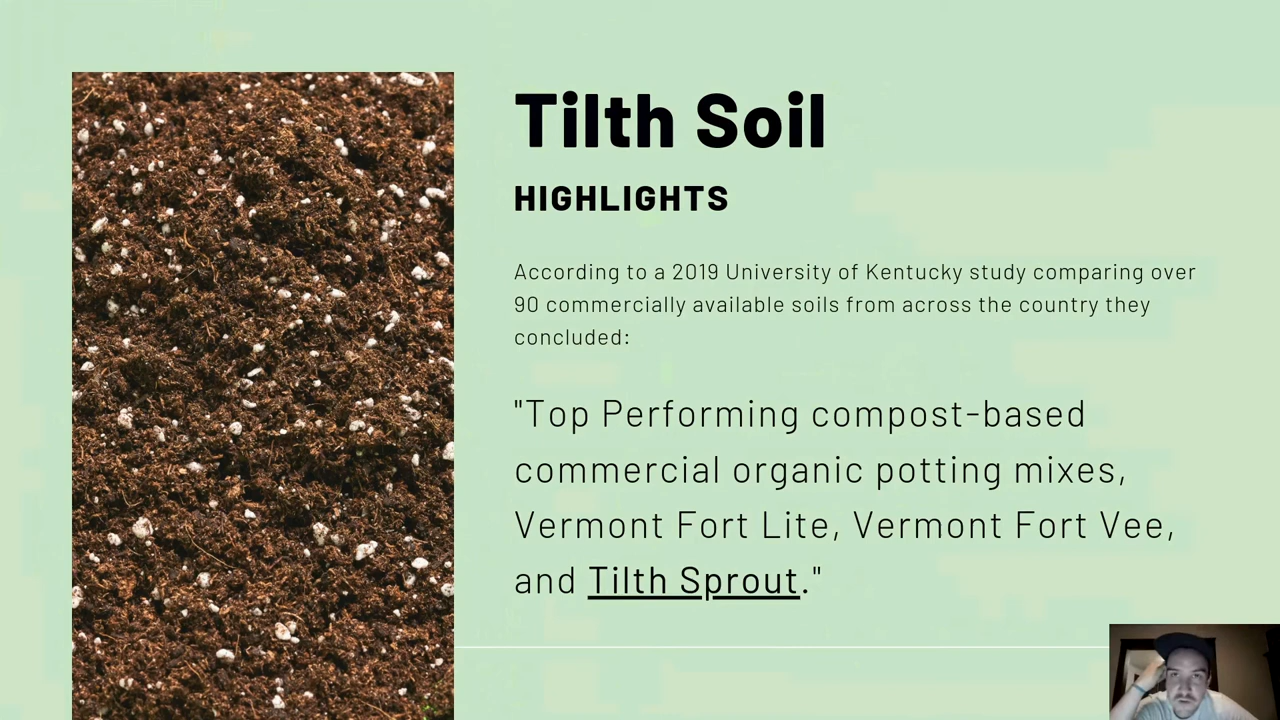 Tilth Soil
HIGHLIGHTS
According to a 2019 University of Kentucky study comparing over
90 commercially available soils from across the country they
concluded:
"Top Performing compost-based
commercial organic potting mixes,
Vermont Fort Lite, Vermont Fort Vee,
and Tilth Sprout."